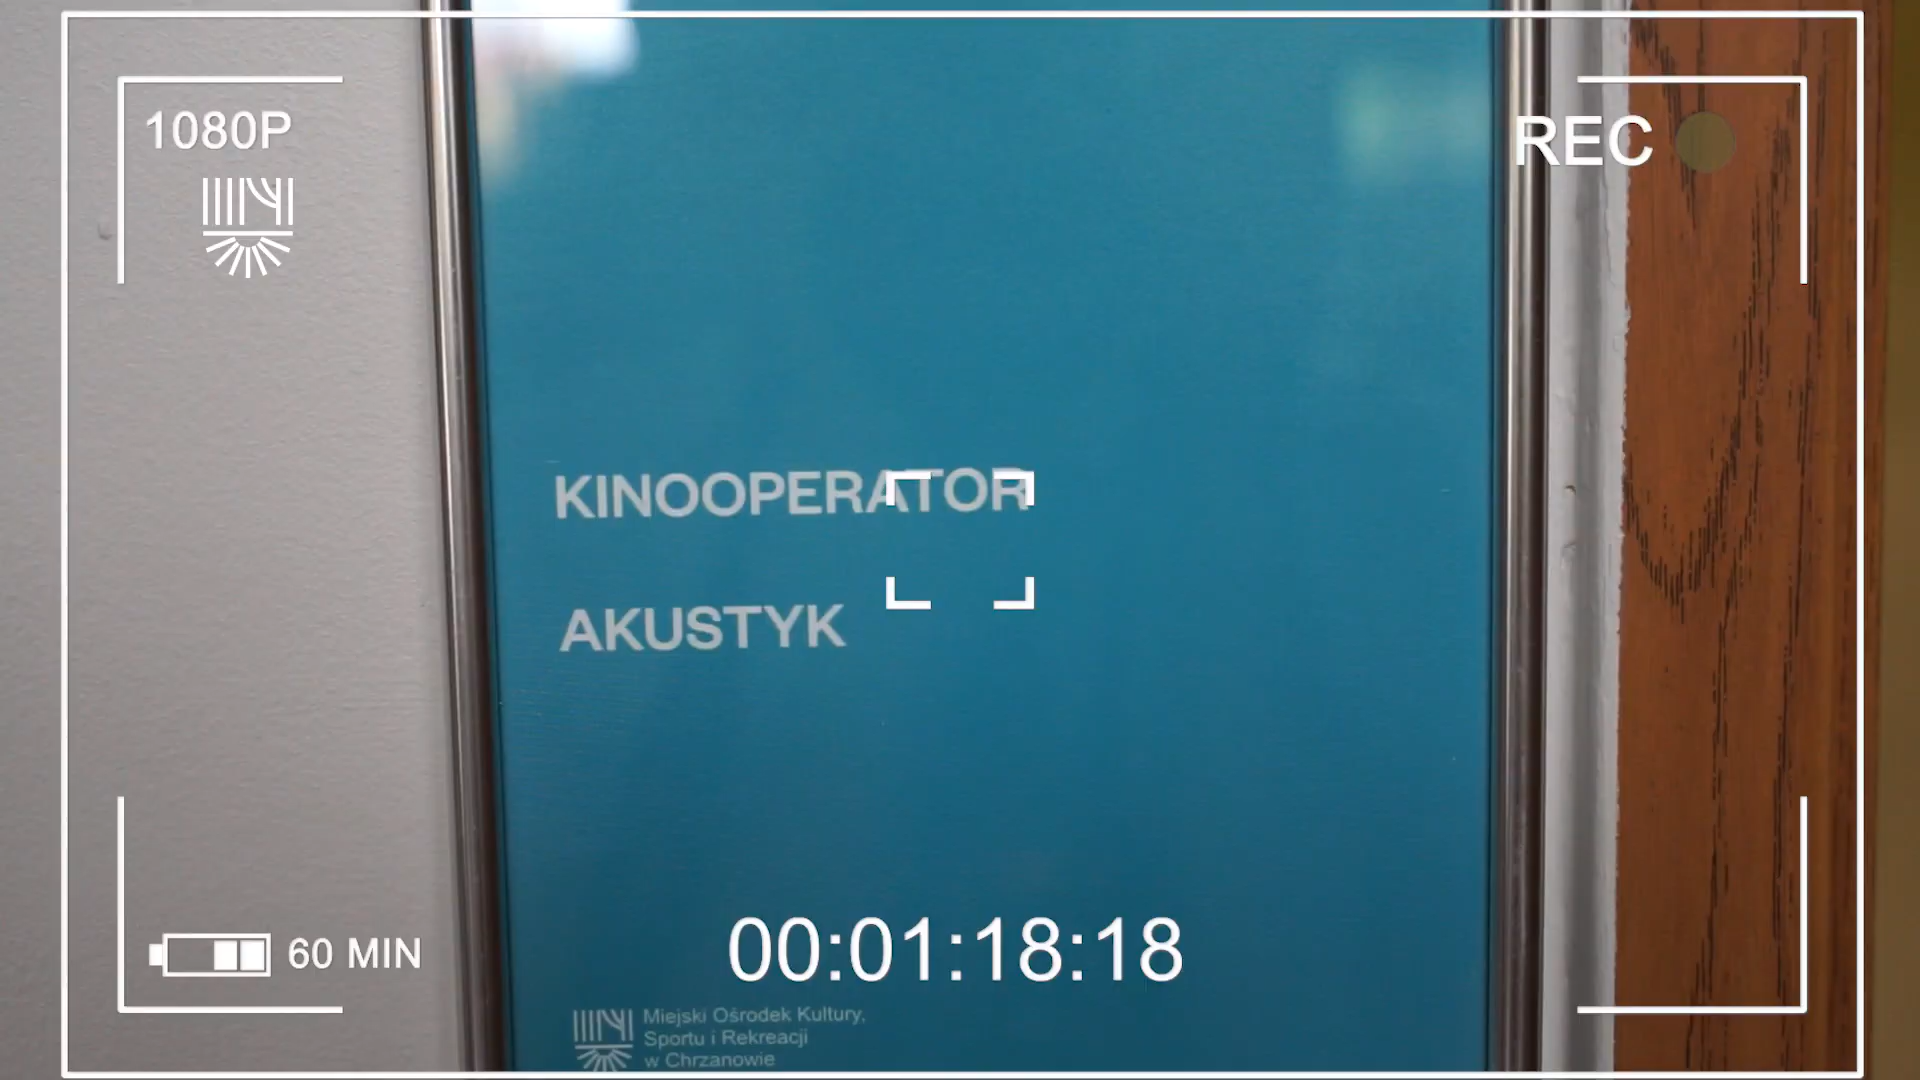 1080P
REC
KINOOPERATOR
AKUSTYK
60 MIN
00:01:18:18
Miejski Ośrodek Kultury,
Sportu i Rekreacji
w Chrzanowie